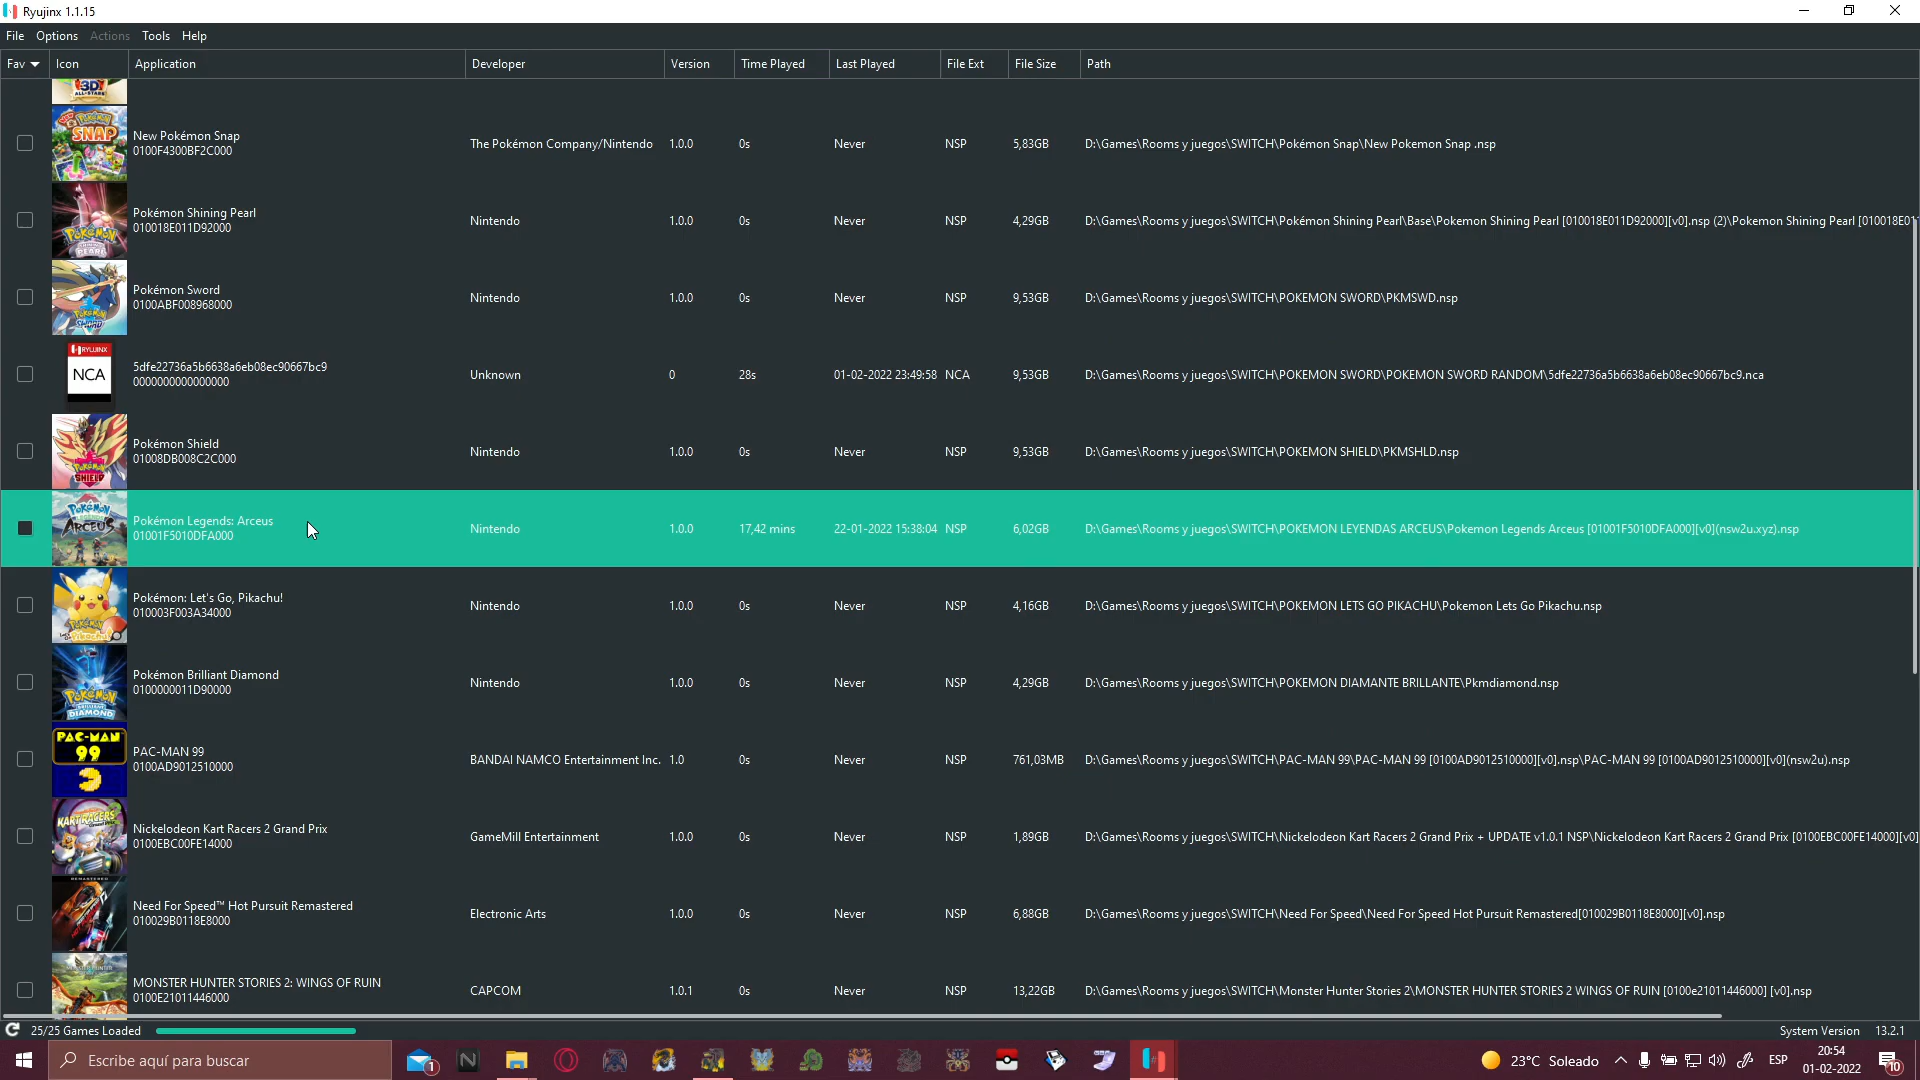 Ryujinx 1.1.15
File Options Actions Tools Help
Fav Icon Application Developer Version Time Played Last Played File Ext File Size Path
3D
ALL-STARS
New Pokémon Snap
0100F4300BF2C000
The Pokémon Company/Nintendo 1.0.0 0s Never NSP 5,83GB D:\Games\Rooms y juegos\SWITCH\Pokémon Snap\New Pokemon Snap .nsp
Pokémon Shining Pearl
010018E011D92000
Nintendo 1.0.0 0s Never NSP 4,29GB D:\Games\Rooms y juegos\SWITCH\Pokémon Shining Pearl\Base\Pokemon Shining Pearl [010018E011D92000][v0].nsp (2)\Pokemon Shining Pearl [010018E01
Pokémon Sword
0100ABF008968000
Nintendo 1.0.0 0s Never NSP 9,53GB D:\Games\Rooms y juegos\SWITCH\POKEMON SWORD\PKMSWD.nsp
RYUJINX
NCA
5dfe22736a5b6638a6eb08ec90667bc9
0000000000000000
Unknown 0 28s 01-02-2022 23:49:58 NCA 9,53GB D:\Games\Rooms y juegos\SWITCH\POKEMON SWORD\POKEMON SWORD RANDOM\5dfe22736a5b6638a6eb08ec90667bc9.nca
Pokémon Shield
01008DB008C2C000
Nintendo 1.0.0 0s Never NSP 9,53GB D:\Games\Rooms y juegos\SWITCH\POKEMON SHIELD\PKMSHLD.nsp
Pokémon Legends: Arceus
01001F5010DFA000
Nintendo 1.0.0 17,42 mins 22-01-2022 15:38:04 NSP 6,02GB D:\Games\Rooms y juegos\SWITCH\POKEMON LEYENDAS ARCEUS\Pokemon Legends Arceus [01001F5010DFA000][v0](nsw2u.xyz).nsp
Pokémon: Let's Go, Pikachu!
010003F003A34000
Nintendo 1.0.0 0s Never NSP 4,16GB D:\Games\Rooms y juegos\SWITCH\POKEMON LETS GO PIKACHU\Pokemon Lets Go Pikachu.nsp
Pokémon Brilliant Diamond
0100000011D90000
Nintendo 1.0.0 0s Never NSP 4,29GB D:\Games\Rooms y juegos\SWITCH\POKEMON DIAMANTE BRILLANTE\Pkmdiamond.nsp
PAC-MAN
99
PAC-MAN 99
0100AD9012510000
BANDAI NAMCO Entertainment Inc. 1.0 0s Never NSP 761,03MB D:\Games\Rooms y juegos\SWITCH\PAC-MAN 99\PAC-MAN 99 [0100AD9012510000][v0].nsp\PAC-MAN 99 [0100AD9012510000][v0](nsw2u).nsp
Nickelodeon Kart Racers 2 Grand Prix
0100EBC00FE14000
GameMill Entertainment 1.0.0 0s Never NSP 1,89GB D:\Games\Rooms y juegos\SWITCH\Nickelodeon Kart Racers 2 Grand Prix + UPDATE v1.0.1 NSP\Nickelodeon Kart Racers 2 Grand Prix [0100EBC00FE14000][v0]
Need For Speed™ Hot Pursuit Remastered
010029B0118E8000
Electronic Arts 1.0.0 0s Never NSP 6,88GB D:\Games\Rooms y juegos\SWITCH\Need For Speed\Need For Speed Hot Pursuit Remastered[010029B0118E8000][v0].nsp
MONSTER HUNTER STORIES 2: WINGS OF RUIN
0100E21011446000
CAPCOM 1.0.1 0s Never NSP 13,22GB D:\Games\Rooms y juegos\SWITCH\Monster Hunter Stories 2\MONSTER HUNTER STORIES 2 WINGS OF RUIN [0100e21011446000] [v0].nsp
25/25 Games Loaded System Version 13.2.1
Escribe aquí para buscar
1
23°C Soleado
ESP
20:54
01-02-2022
10